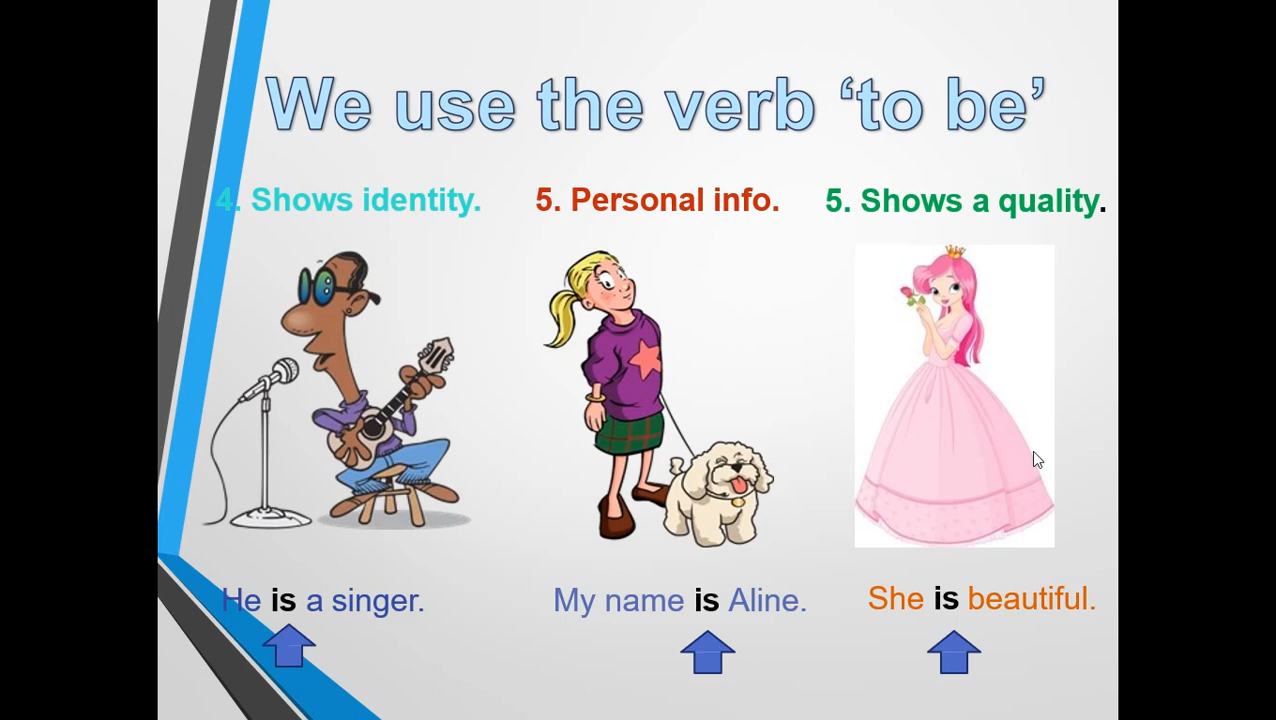 We use the verb ‘to be’
4. Shows identity.
5. Personal info.
5. Shows a quality.
He is a singer.
My name is Aline.
She is beautiful.